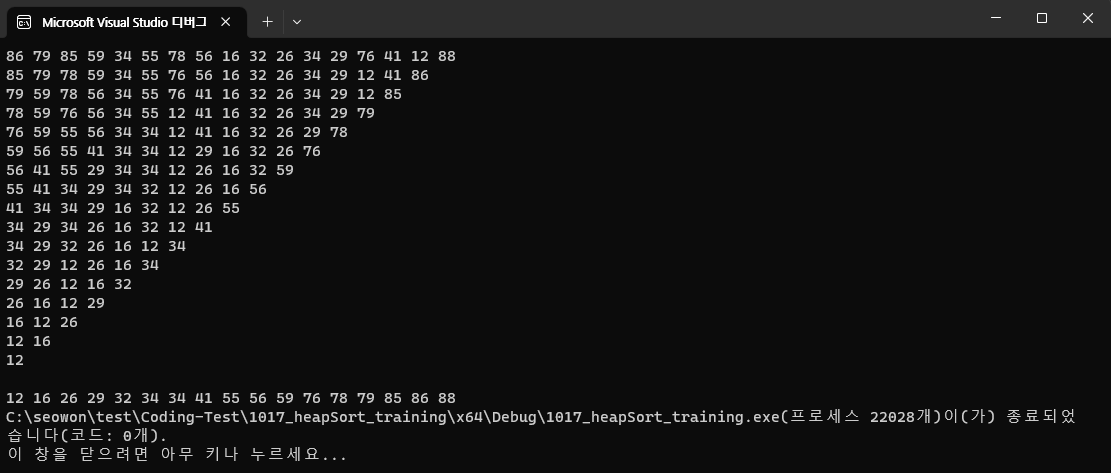 Microsoft Visual Studio 디버그
86 79 85 59 34 55 78 56 16 32 26 34 29 76 41 12 88
85 79 78 59 34 55 76 56 16 32 26 34 29 12 41 86
79 59 78 56 34 55 76 41 16 32 26 34 29 12 85
78 59 76 56 34 55 12 41 16 32 26 34 29 79
76 59 55 56 34 34 12 41 16 32 26 29 78
59 56 55 41 34 34 12 29 16 32 26 76
56 41 55 29 34 34 12 26 16 32 59
55 41 34 29 34 32 12 26 16 56
41 34 34 29 16 32 12 26 55
34 29 34 26 16 32 12 41
34 29 32 26 16 12 34
32 29 12 26 16 34
29 26 12 16 32
26 16 12 29
16 12 26
12 16
12
12 16 26 29 32 34 34 41 55 56 59 76 78 79 85 86 88
C:\seowon\test\Coding-Test\1017_heapSort_training\x64\Debug\1017_heapSort_training.exe(프로세스 22028개)이(가) 종료되었
습니다(코드: 0개).
이 창을 닫으려면 아무 키나 누르세요...